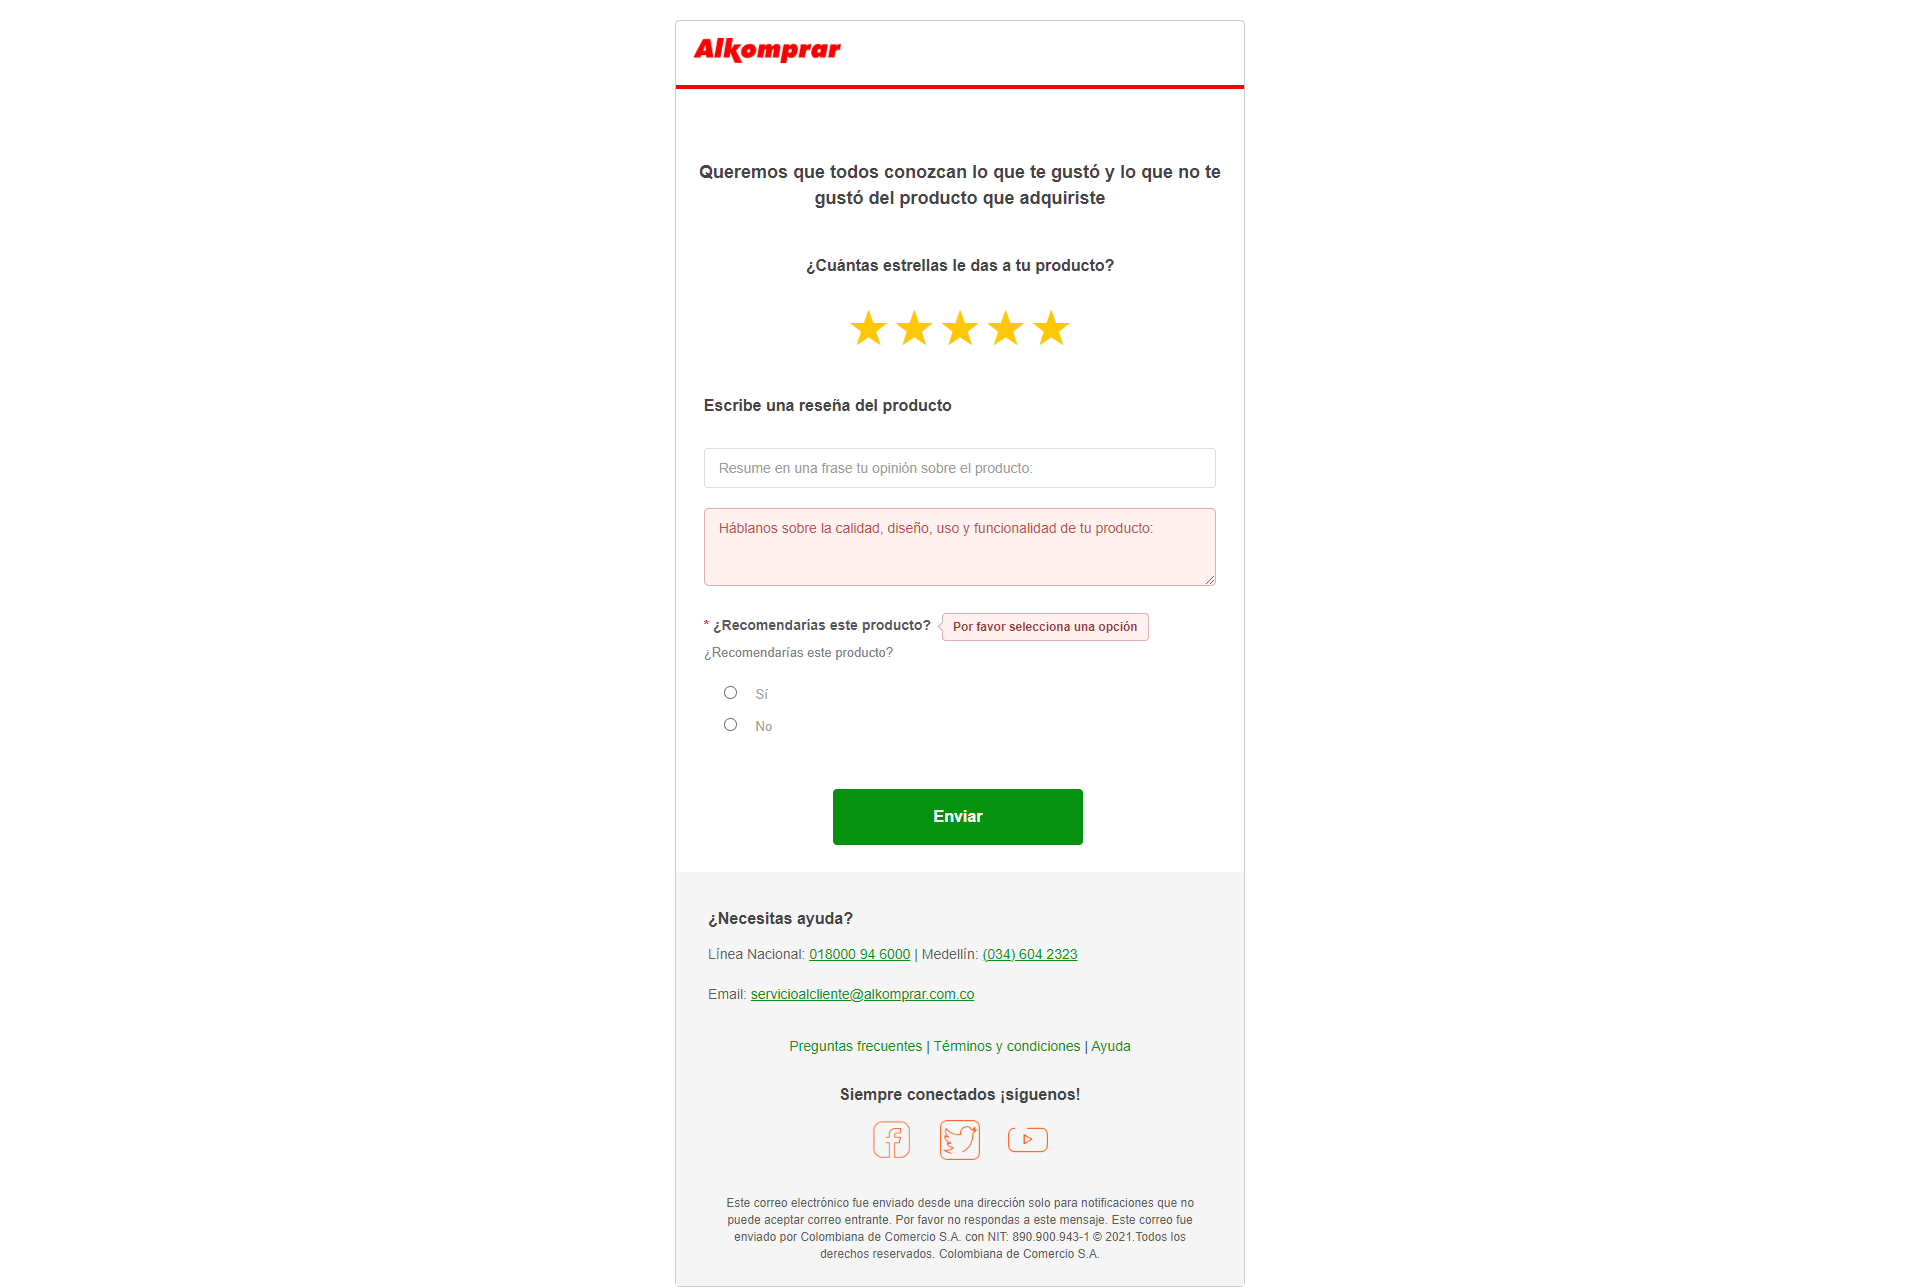 Alkomprar
Queremos que todos conozcan lo que te gustó y lo que no te
gustó del producto que adquiriste
¿Cuántas estrellas le das a tu producto?
Escribe una reseña del producto
Resume en una frase tu opinión sobre el producto:
Háblanos sobre la calidad, diseño, uso y funcionalidad de tu producto:
* ¿Recomendarías este producto? Por favor selecciona una opción
¿Recomendarías este producto?
Sí
No
Enviar
¿Necesitas ayuda?
Línea Nacional: 018000 94 6000 | Medellín: (034) 604 2323
Email: servicioalcliente@alkomprar.com.co
Preguntas frecuentes | Términos y condiciones | Ayuda
Siempre conectados ¡síguenos!
Este correo electrónico fue enviado desde una dirección solo para notificaciones que no
puede aceptar correo entrante. Por favor no respondas a este mensaje. Este correo fue
enviado por Colombiana de Comercio S.A. con NIT: 890.900.943-1 © 2021.Todos los
derechos reservados. Colombiana de Comercio S.A.